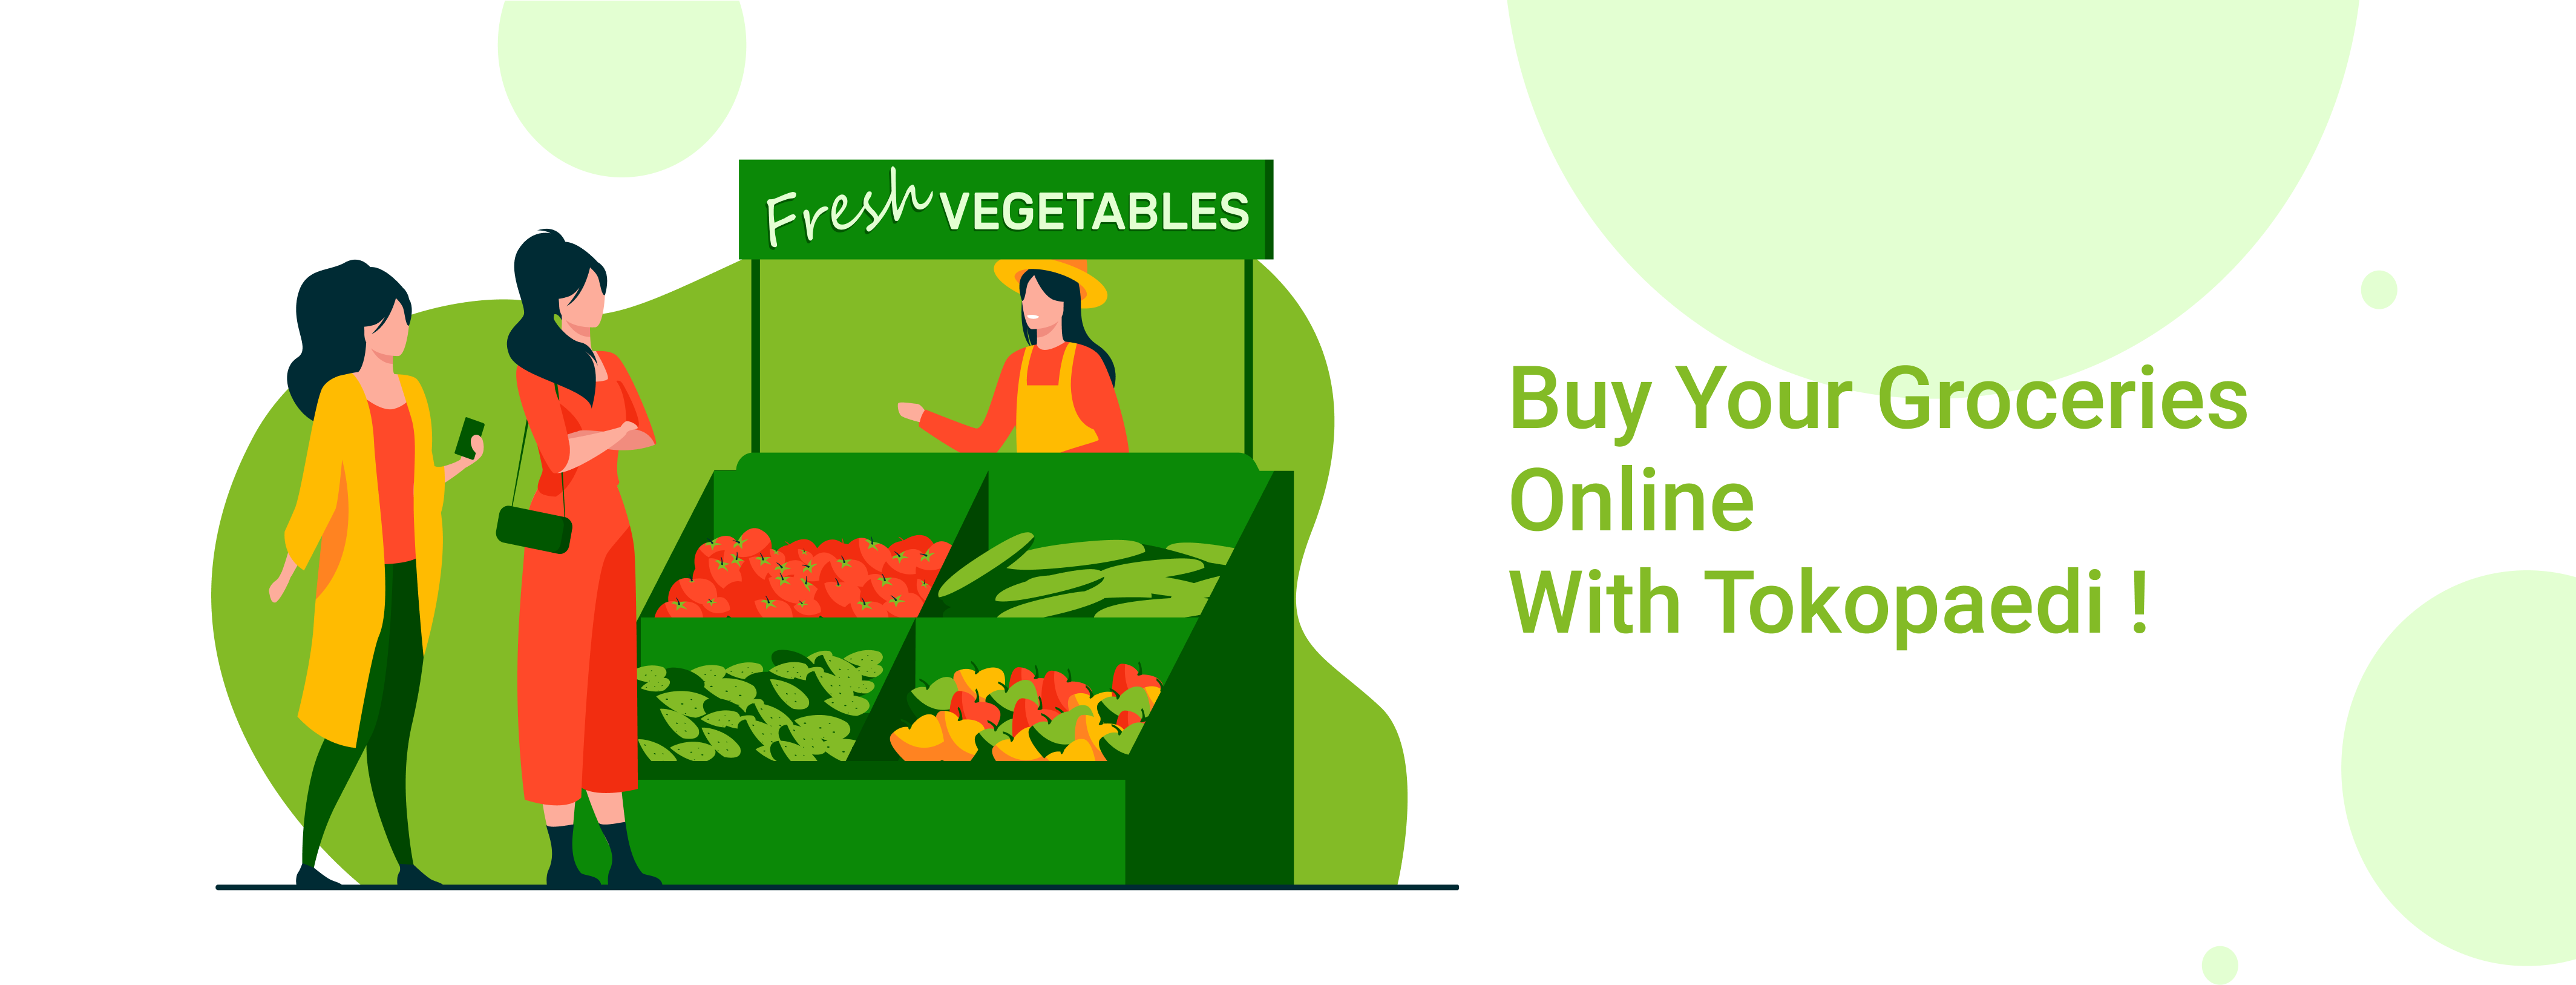 Fresh VEGETABLES
Buy Your Groceries
Online
With Tokopaedi !